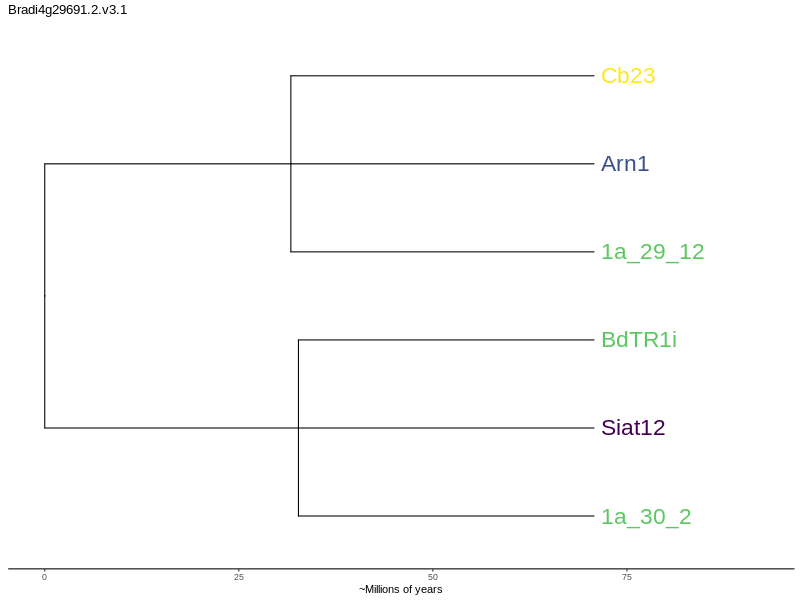 Bradi4g29691.2.v3.1
Cb23
Arn1
1a_29_12
BdTR1i
Siat12
1a_30_2
0 25 50 75
~Millions of years